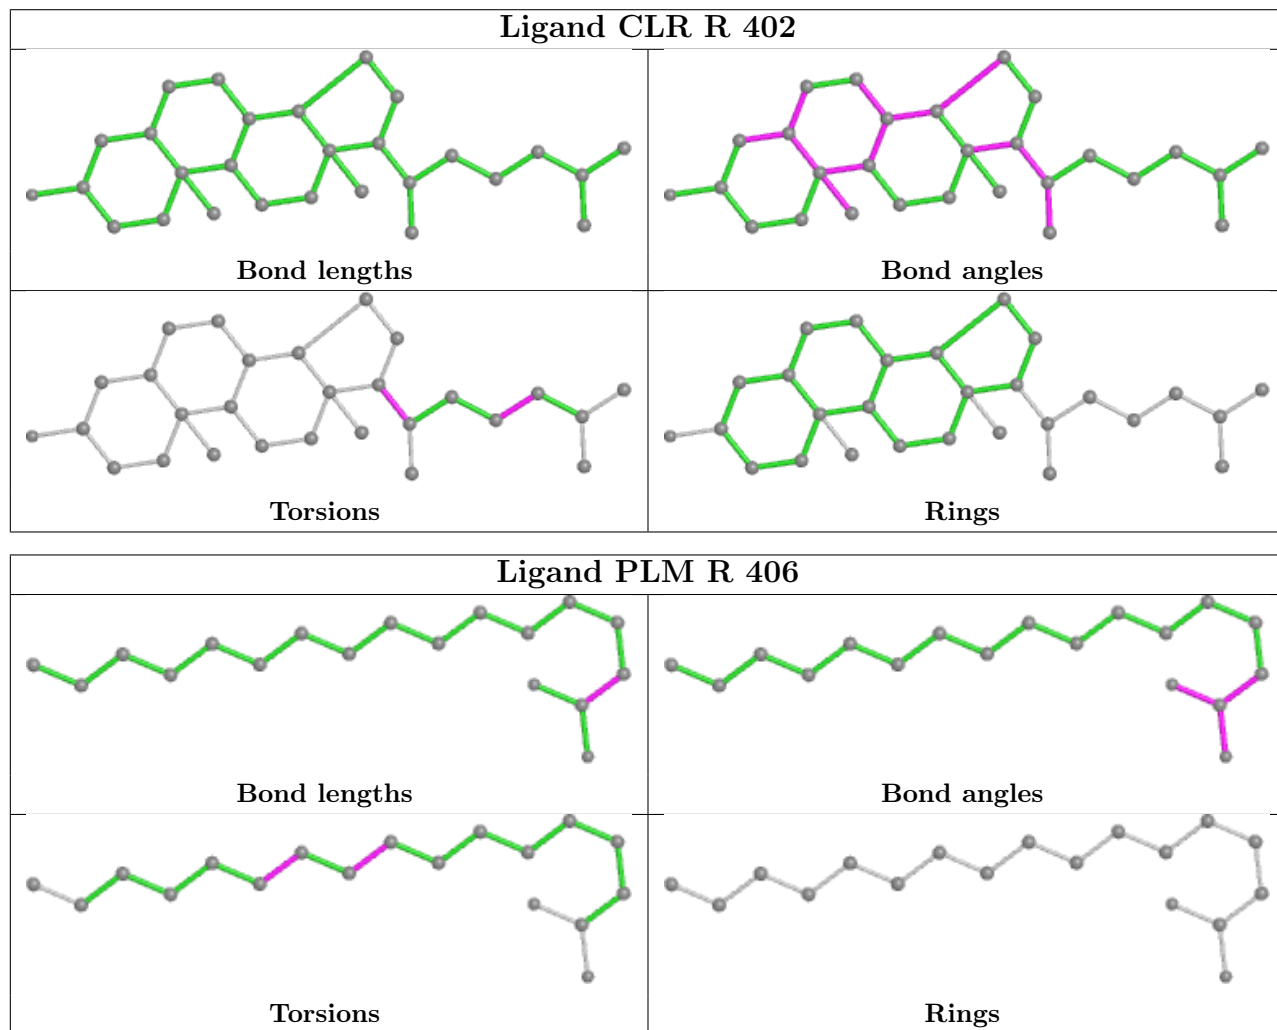 Ligand CLR R 402
Bond lengths
Bond angles
Torsions
Rings
Ligand PLM R 406
Bond lengths
Bond angles
Torsions
Rings